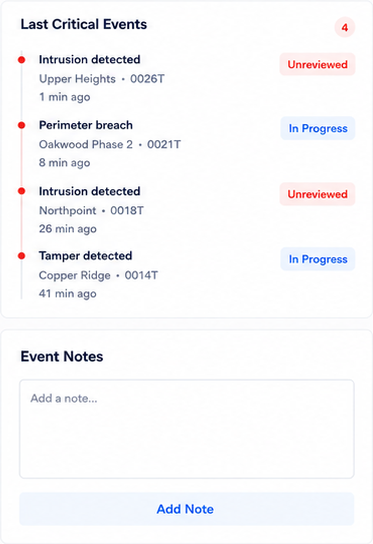 Last Critical Events
4
Intrusion detected
Unreviewed
Upper Heights • 0026T
1 min ago
Perimeter breach
In Progress
Oakwood Phase 2 • 0021T
8 min ago
Intrusion detected
Unreviewed
Northpoint • 0018T
26 min ago
Tamper detected
In Progress
Copper Ridge • 0014T
41 min ago
Event Notes
Add a note...
Add Note